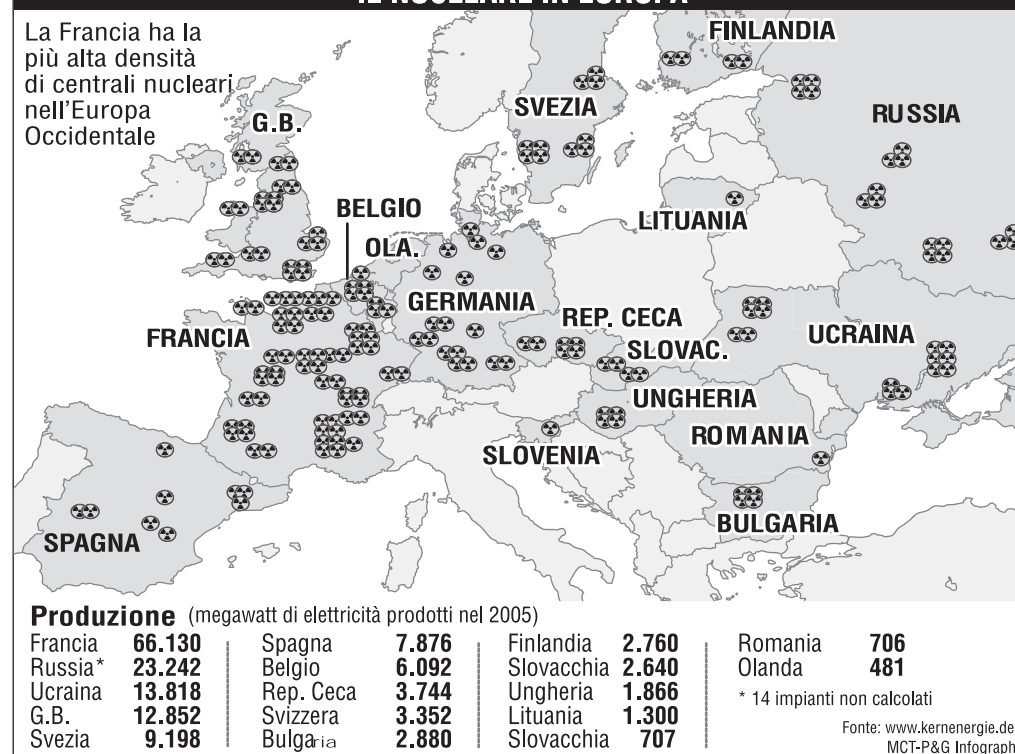 IL NUCLEARE IN EUROPA
La Francia ha la
più alta densità
di centrali nucleari
nell'Europa
Occidentale
FINLANDIA
SVEZIA
RUSSIA
G.B.
LITUANIA
BELGIO
OLA.
GERMANIA
REP. CECA
UCRAINA
FRANCIA
SLOVAC.
UNGHERIA
ROMANIA
SLOVENIA
BULGARIA
SPAGNA
Produzione (megawatt di elettricità prodotti nel 2005)
Francia 66.130
Russia* 23.242
Ucraina 13.818
G.B. 12.852
Svezia 9.198
Spagna 7.876
Belgio 6.092
Rep. Ceca 3.744
Svizzera 3.352
Bulgaria 2.880
Finlandia 2.760
Slovacchia 2.640
Ungheria 1.866
Lituania 1.300
Slovacchia 707
Romania 706
Olanda 481
* 14 impianti non calcolati
Fonte: www.kernenergie.de
MCT-P&G Infograph